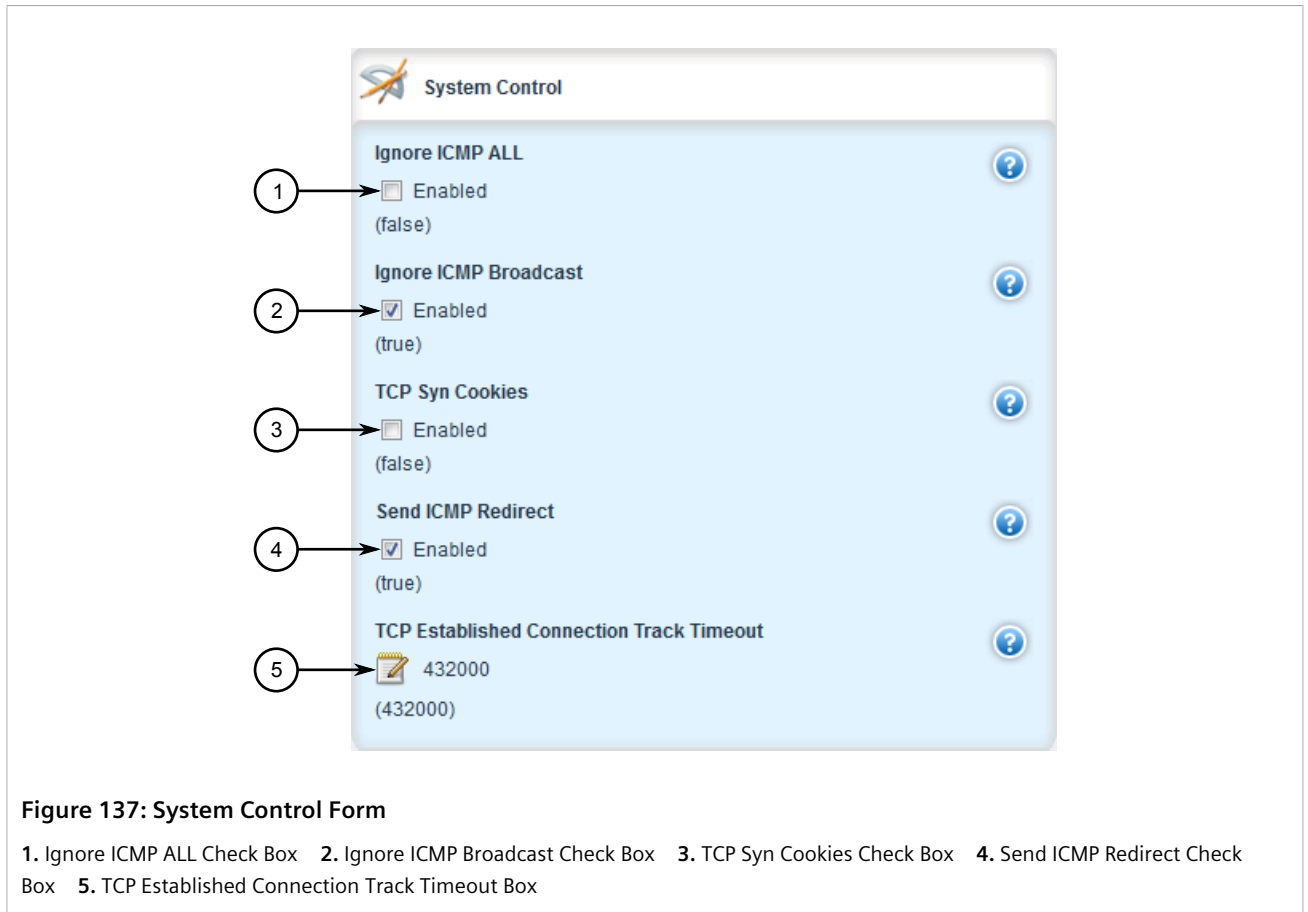 System Control
Ignore ICMP ALL
1
Enabled
(false)
Ignore ICMP Broadcast
2
Enabled
(true)
TCP Syn Cookies
3
Enabled
(false)
Send ICMP Redirect
4
Enabled
(true)
TCP Established Connection Track Timeout
5
432000
(432000)
Figure 137: System Control Form
1. Ignore ICMP ALL Check Box 2. Ignore ICMP Broadcast Check Box 3. TCP Syn Cookies Check Box 4. Send ICMP Redirect Check
Box 5. TCP Established Connection Track Timeout Box